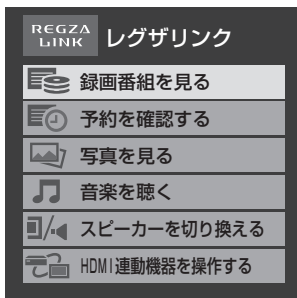 REGZA
LINK レグザリンク
録画番組を見る
予約を確認する
写真を見る
音楽を聴く
スピーカーを切り換える
HDMI連動機器を操作する